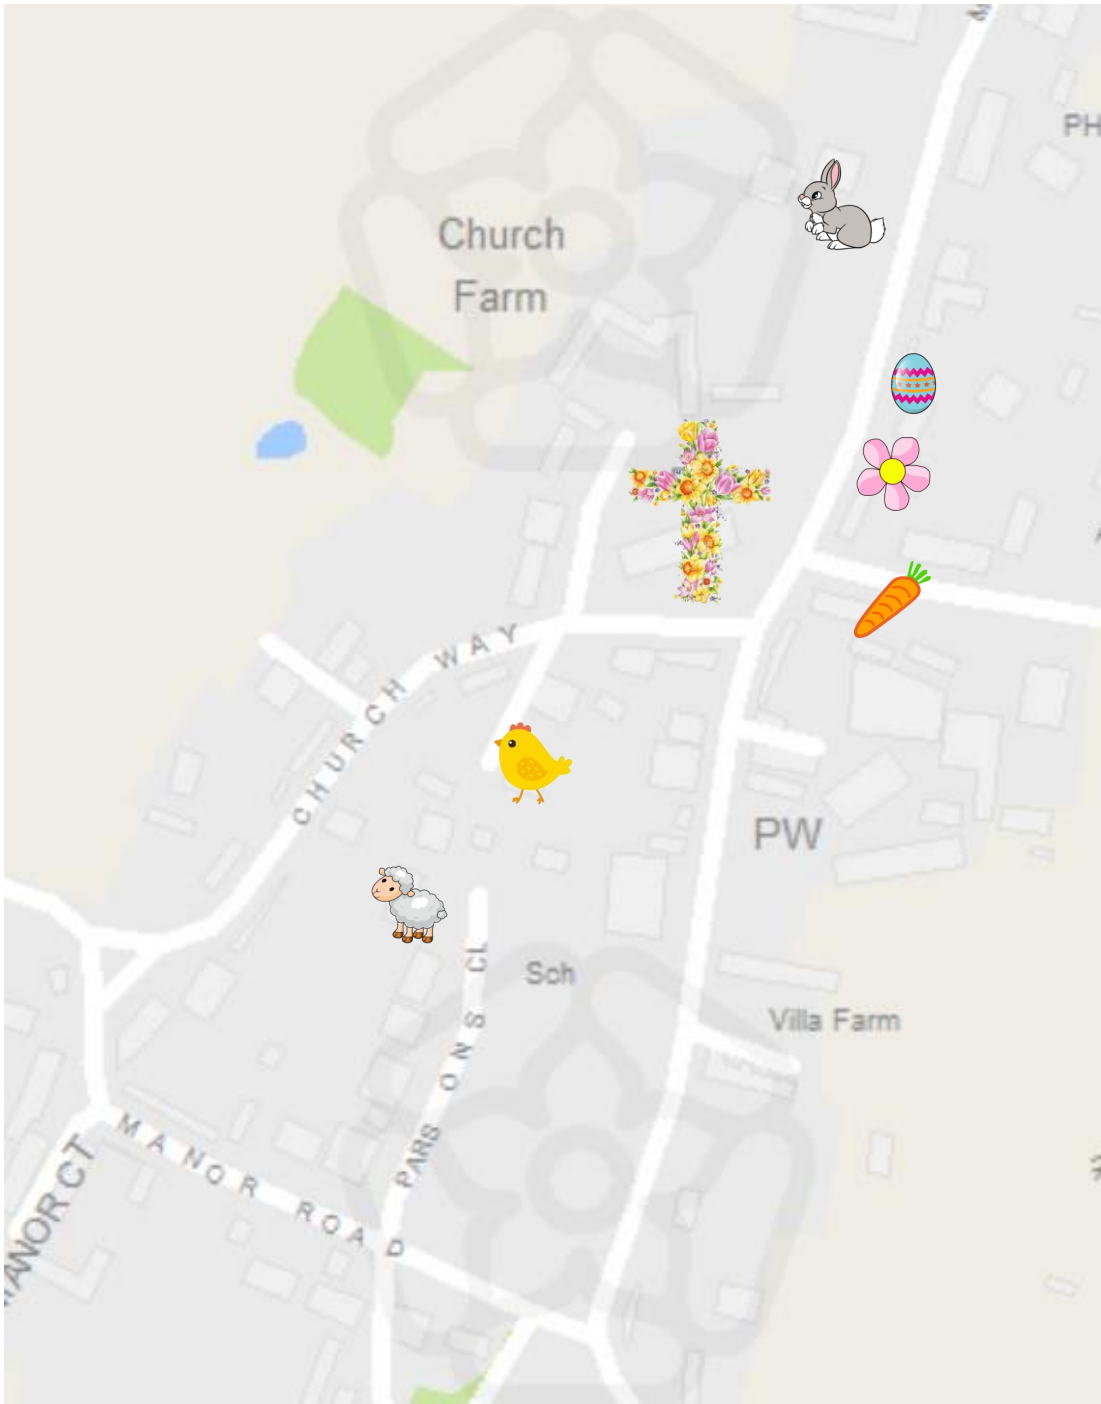 PH
Church
Farm
CHURCH WAY
PW
Sch
Villa Farm
PARSONS CL
MANOR ROAD
MANOR CT